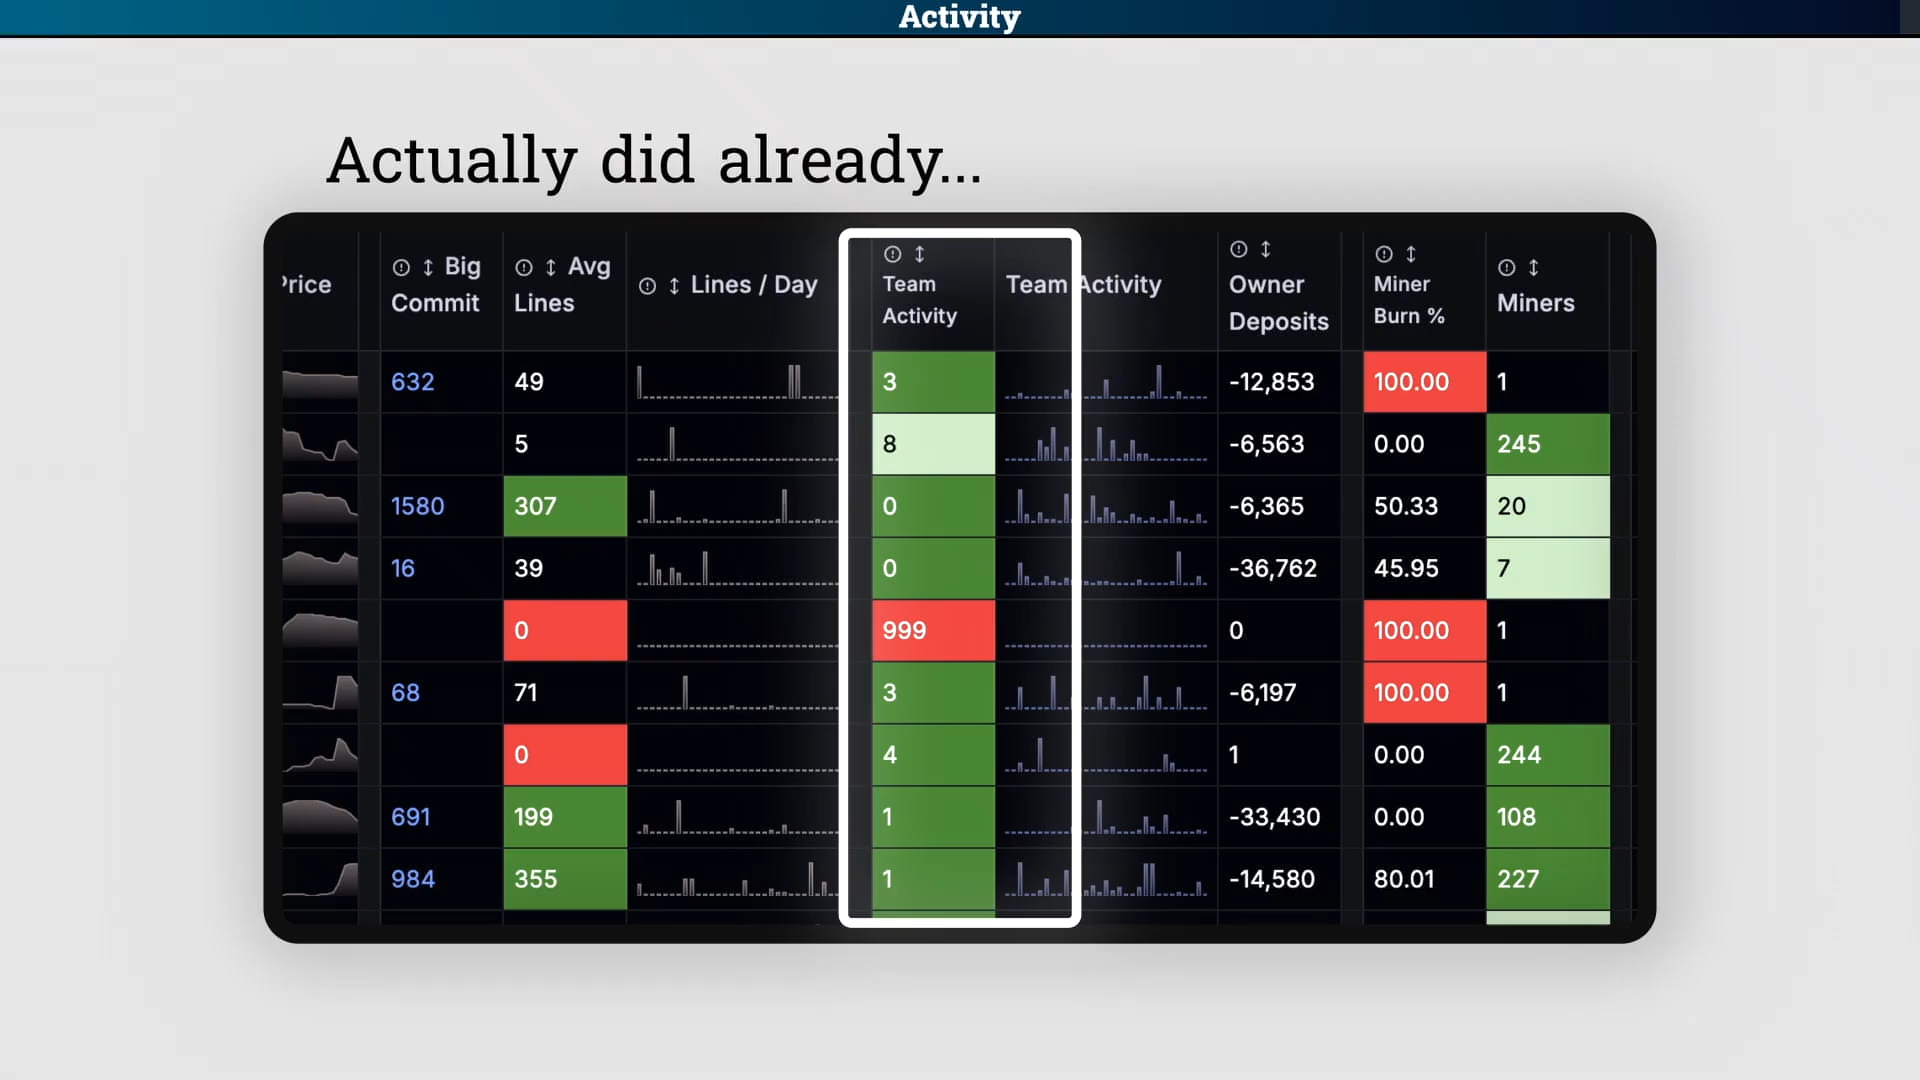 Activity
Actually did already...
Price
Big Commit
Avg Lines
Lines / Day
Team Activity
Team Activity
Owner Deposits
Miner Burn %
Miners
632 49 3 -12,853 100.00 1
5 8 -6,563 0.00 245
1580 307 0 -6,365 50.33 20
16 39 0 -36,762 45.95 7
0 999 0 100.00 1
68 71 3 -6,197 100.00 1
0 4 1 0.00 244
691 199 1 -33,430 0.00 108
984 355 1 -14,580 80.01 227